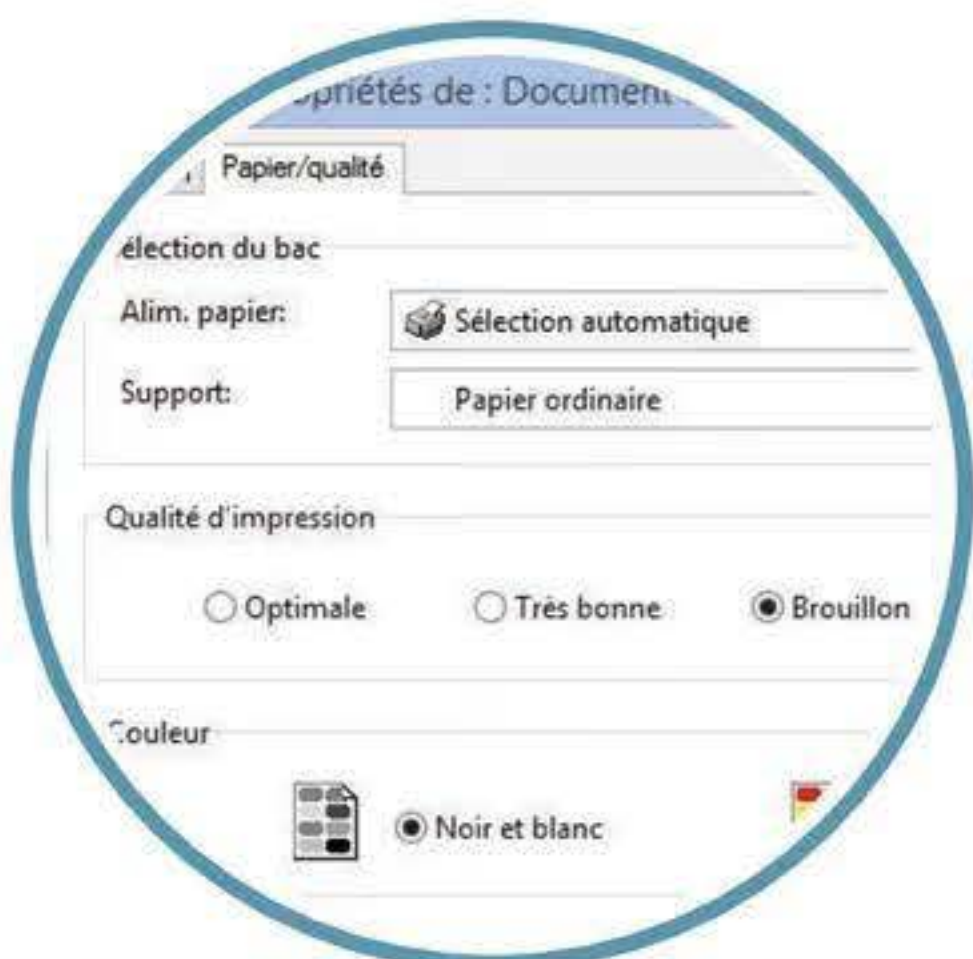 opriétés de : Document
Papier/qualité
élection du bac
Alim. papier: Sélection automatique
Support: Papier ordinaire
Qualité d'impression
Optimale Très bonne Brouillon
Couleur
Noir et blanc